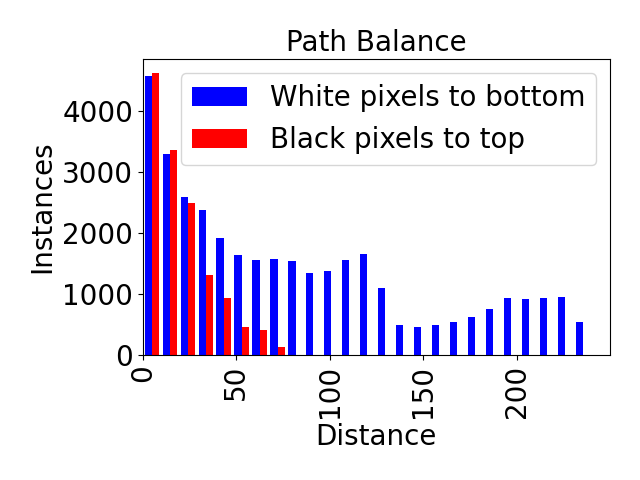 Path Balance
White pixels to bottom
Black pixels to top
Instances
4000
3000
2000
1000
0
0
50
100
150
200
Distance